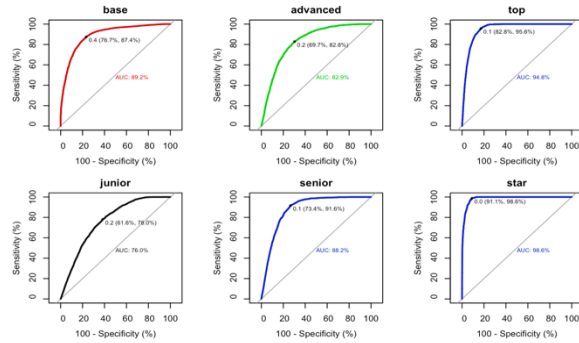 base
advanced
top
Sensitivity (%)
0 20 40 60 80 100
0.4 (76.7%, 87.4%)
AUC: 89.2%
0 20 40 60 80 100
100 - Specificity (%)
Sensitivity (%)
0 20 40 60 80 100
0.2 (69.7%, 82.8%)
AUC: 82.9%
0 20 40 60 80 100
100 - Specificity (%)
Sensitivity (%)
0 20 40 60 80 100
0.1 (82.8%, 95.6%)
AUC: 94.8%
0 20 40 60 80 100
100 - Specificity (%)
junior
senior
star
Sensitivity (%)
0 20 40 60 80 100
0.2 (61.6%, 78.0%)
AUC: 76.0%
0 20 40 60 80 100
100 - Specificity (%)
Sensitivity (%)
0 20 40 60 80 100
0.1 (73.4%, 91.6%)
AUC: 88.2%
0 20 40 60 80 100
100 - Specificity (%)
Sensitivity (%)
0 20 40 60 80 100
0.0 (91.1%, 98.8%)
AUC: 98.6%
0 20 40 60 80 100
100 - Specificity (%)